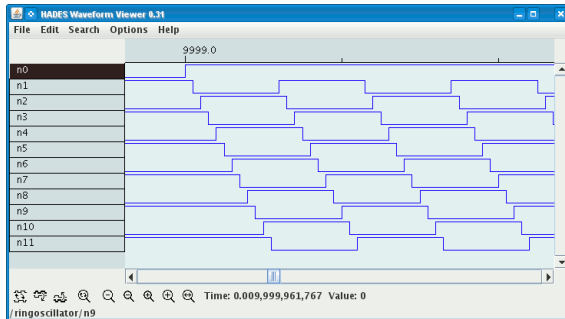 HADES Waveform Viewer 0.31
File Edit Search Options Help
9999.0
n0
n1
n2
n3
n4
n5
n6
n7
n8
n9
n10
n11
Time: 0.009,999,961,767 Value: 0
/ringoscillator/n9